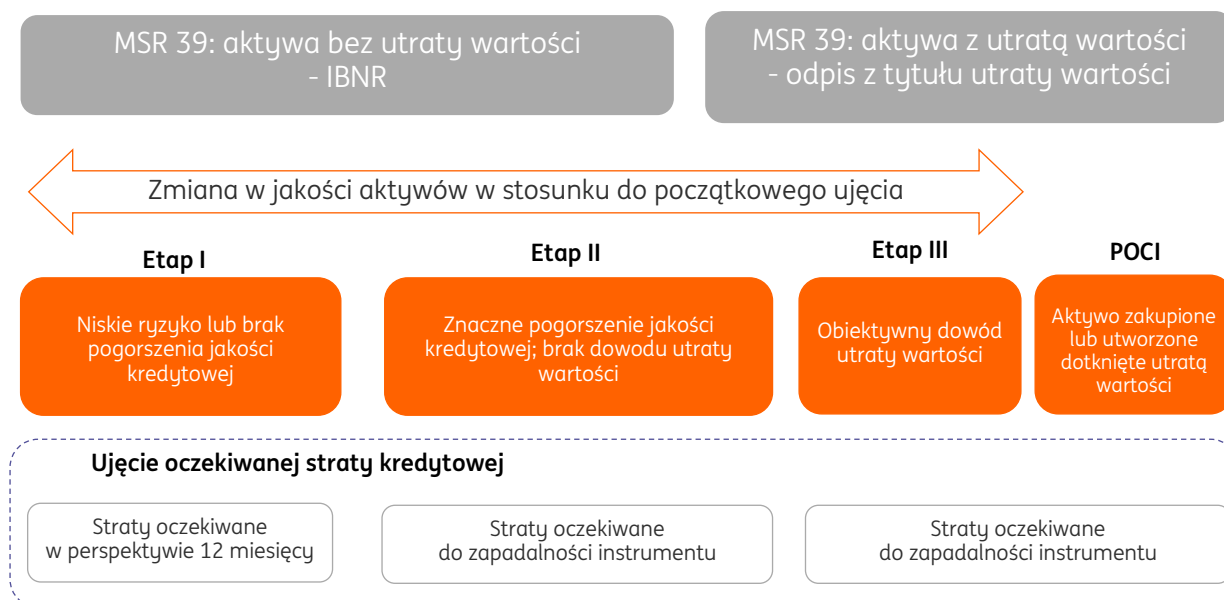 MSR 39: aktywa bez utraty wartości
- IBNR
MSR 39: aktywa z utratą wartości
- odpis z tytułu utraty wartości
Zmiana w jakości aktywów w stosunku do początkowego ujęcia
Etap I
Etap II
Etap III
POCI
Niskie ryzyko lub brak
pogorszenia jakości
kredytowej
Znaczne pogorszenie jakości
kredytowej; brak dowodu utraty
wartości
Obiektywny dowód
utraty wartości
Aktywo zakupione
lub utworzone
dotknięte utratą
wartości
Ujęcie oczekiwanej straty kredytowej
Straty oczekiwane
w perspektywie 12 miesięcy
Straty oczekiwane
do zapadalności instrumentu
Straty oczekiwane
do zapadalności instrumentu